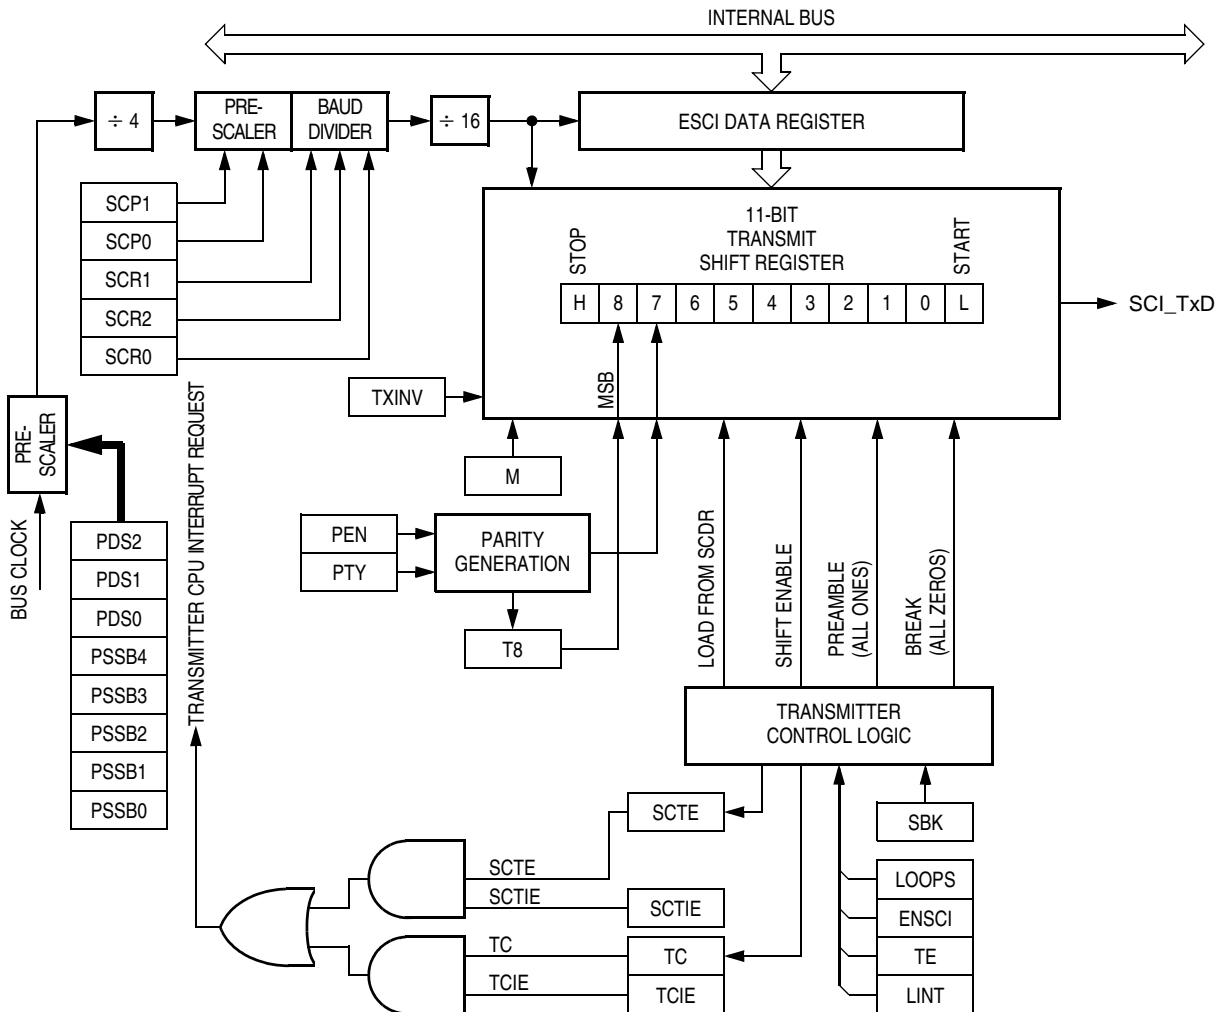 INTERNAL BUS
÷ 4
PRE-
SCALER
BAUD
DIVIDER
÷ 16
ESCI DATA REGISTER
SCP1
SCP0
SCR1
SCR2
SCR0
11-BIT
TRANSMIT
SHIFT REGISTER
STOP
START
H 8 7 6 5 4 3 2 1 0 L
SCI_TxD
TXINV
MSB
M
PRE-
SCALER
BUS CLOCK
TRANSMITTER CPU INTERRUPT REQUEST
PDS2
PDS1
PDS0
PSSB4
PSSB3
PSSB2
PSSB1
PSSB0
PEN
PTY
PARITY
GENERATION
T8
LOAD FROM SCDR
SHIFT ENABLE
PREAMBLE
(ALL ONES)
BREAK
(ALL ZEROS)
TRANSMITTER
CONTROL LOGIC
SCTE
SBK
SCTE
SCTIE
SCTIE
LOOPS
ENSCI
TE
LINT
TC
TC
TCIE
TCIE